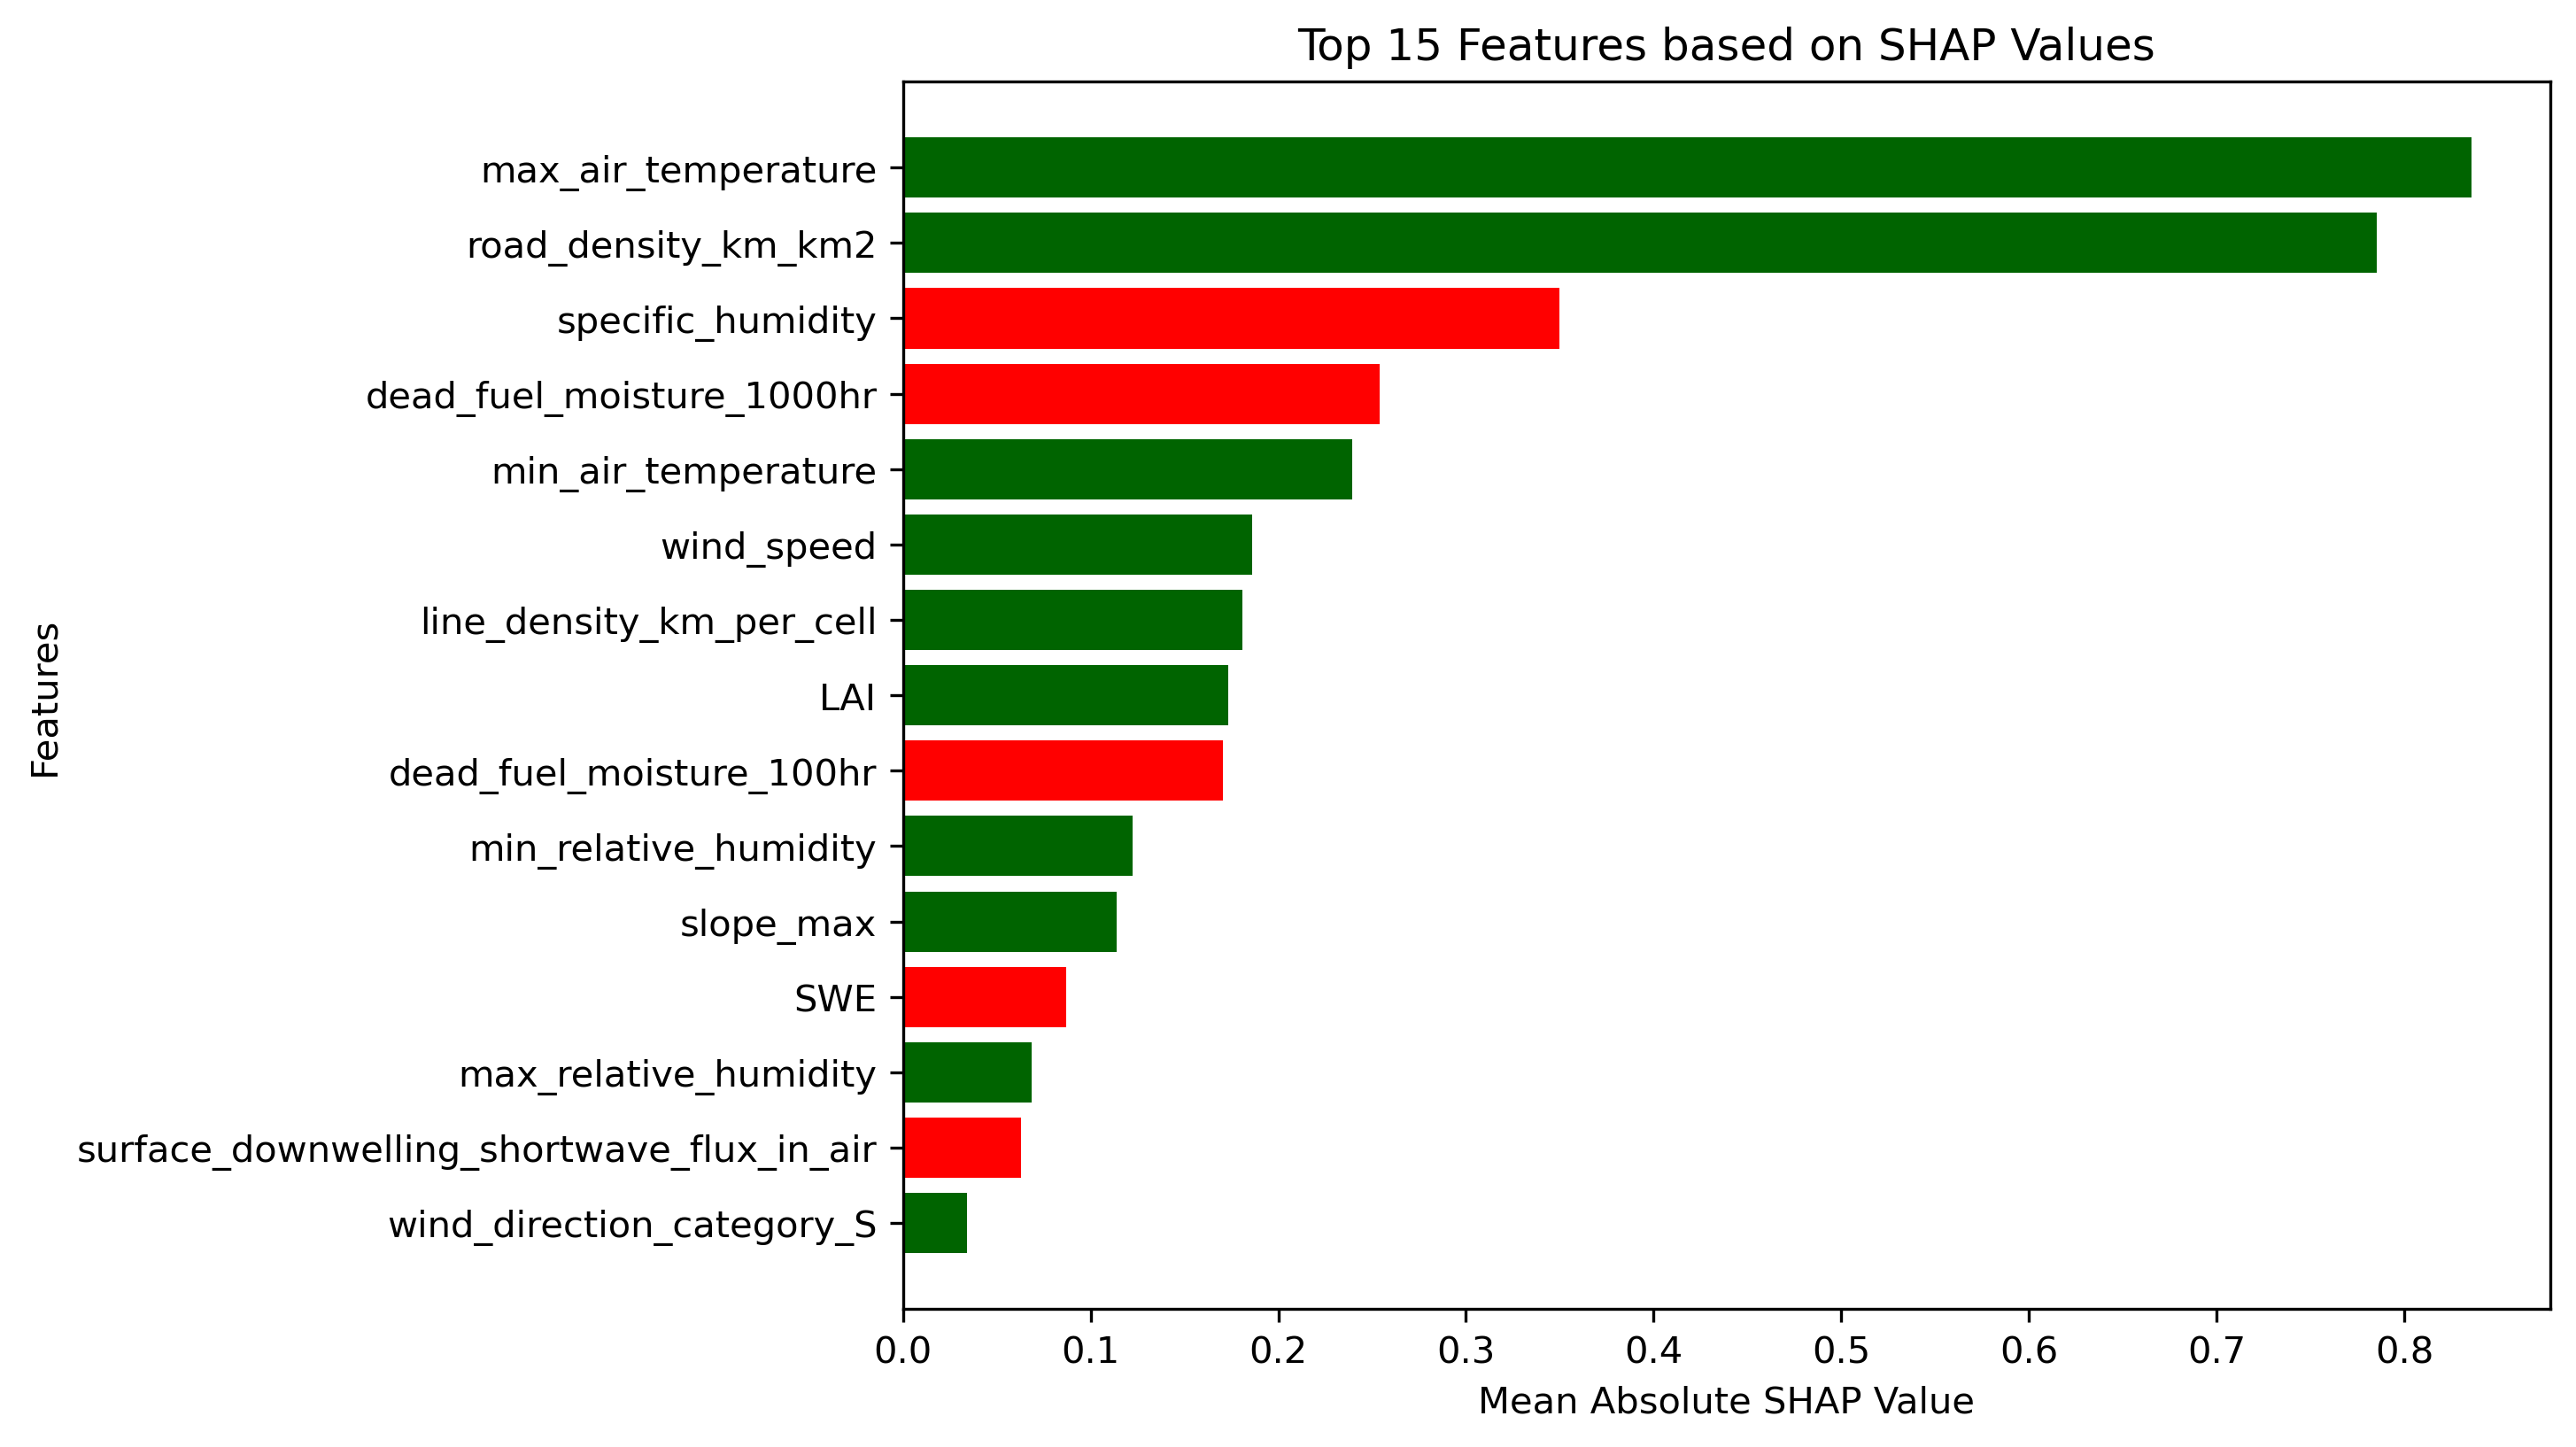 Top 15 Features based on SHAP Values
Features
max_air_temperature
road_density_km_km2
specific_humidity
dead_fuel_moisture_1000hr
min_air_temperature
wind_speed
line_density_km_per_cell
LAI
dead_fuel_moisture_100hr
min_relative_humidity
slope_max
SWE
max_relative_humidity
surface_downwelling_shortwave_flux_in_air
wind_direction_category_S
0.0 0.1 0.2 0.3 0.4 0.5 0.6 0.7 0.8
Mean Absolute SHAP Value